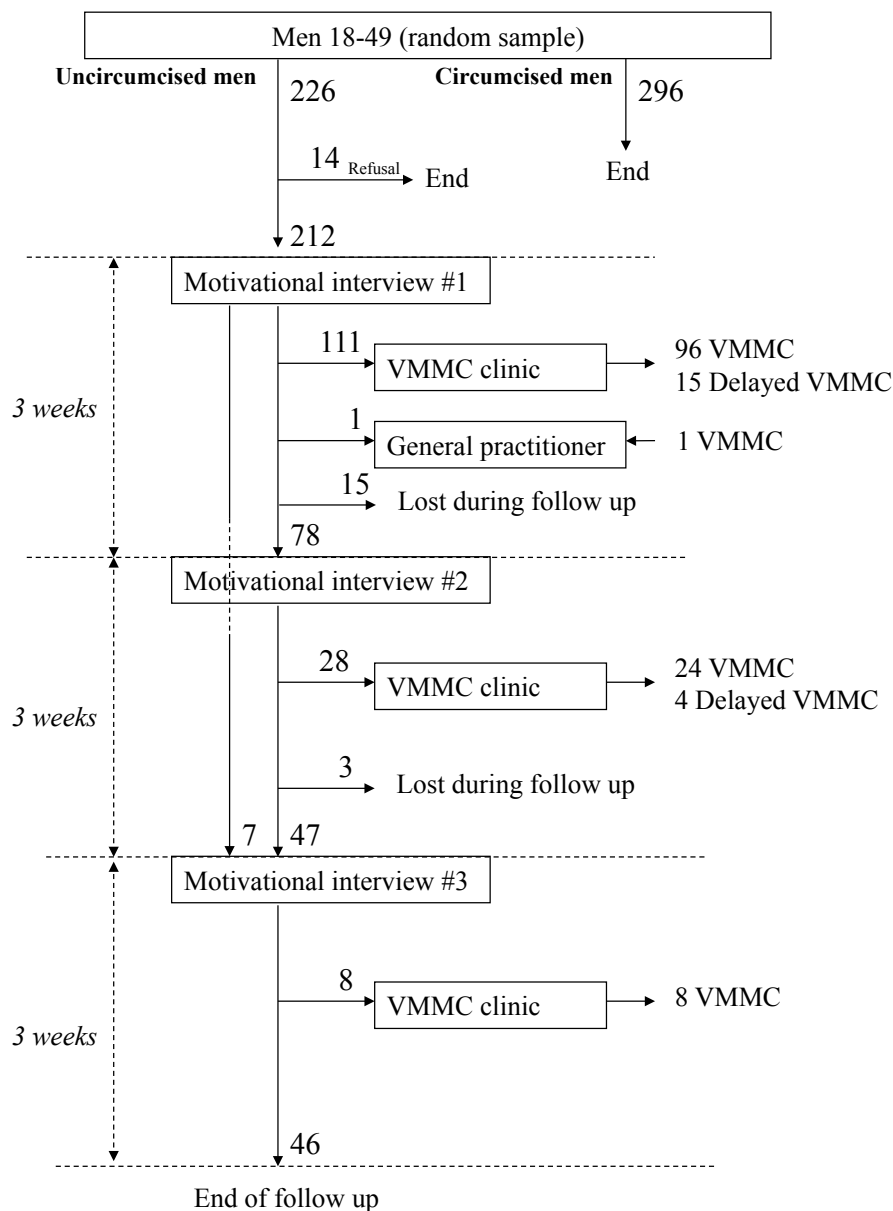 Men 18-49 (random sample)
Uncircumcised men
Circumcised men
226
296
14 Refusal
End
End
212
Motivational interview #1
111
VMMC clinic
96 VMMC
15 Delayed VMMC
3 weeks
1
General practitioner
1 VMMC
15
Lost during follow up
78
Motivational interview #2
28
VMMC clinic
24 VMMC
4 Delayed VMMC
3 weeks
3
Lost during follow up
7
47
Motivational interview #3
8
VMMC clinic
8 VMMC
3 weeks
46
End of follow up